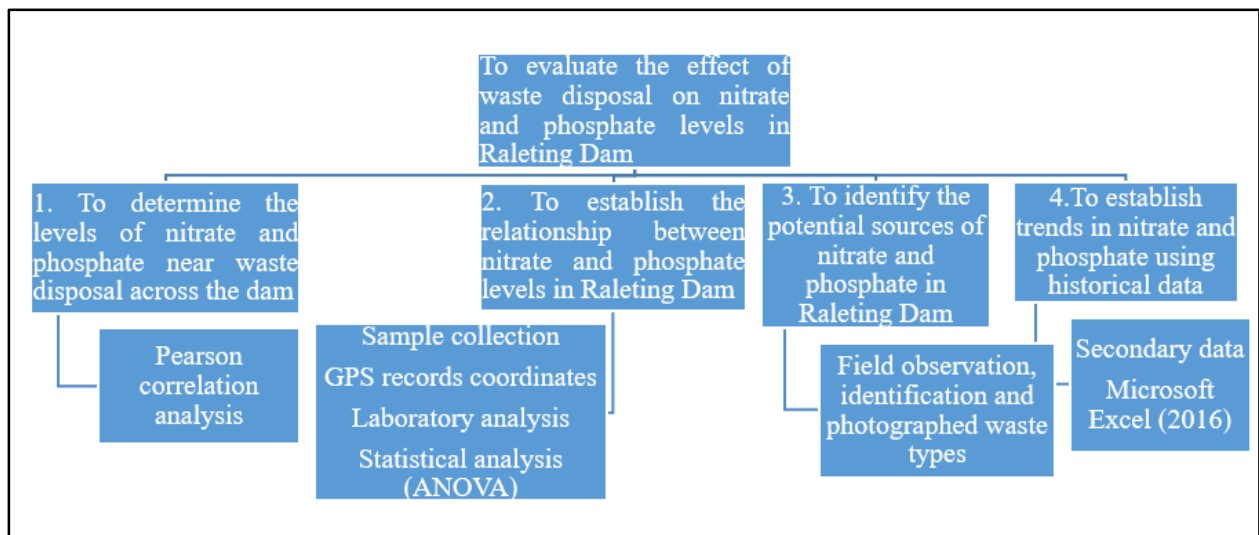 To evaluate the effect of
waste disposal on nitrate
and phosphate levels in
Raleting Dam
1. To determine the
levels of nitrate and
phosphate near waste
disposal across the dam
2. To establish the
relationship between
nitrate and phosphate
levels in Raleting Dam
3. To identify the
potential sources of
nitrate and
phosphate in
Raleting Dam
4.To establish
trends in nitrate and
phosphate using
historical data
Pearson
correlation
analysis
Sample collection
GPS records coordinates
Laboratory analysis
Statistical analysis
(ANOVA)
Field observation,
identification and
photographed waste
types
Secondary data
Microsoft
Excel (2016)